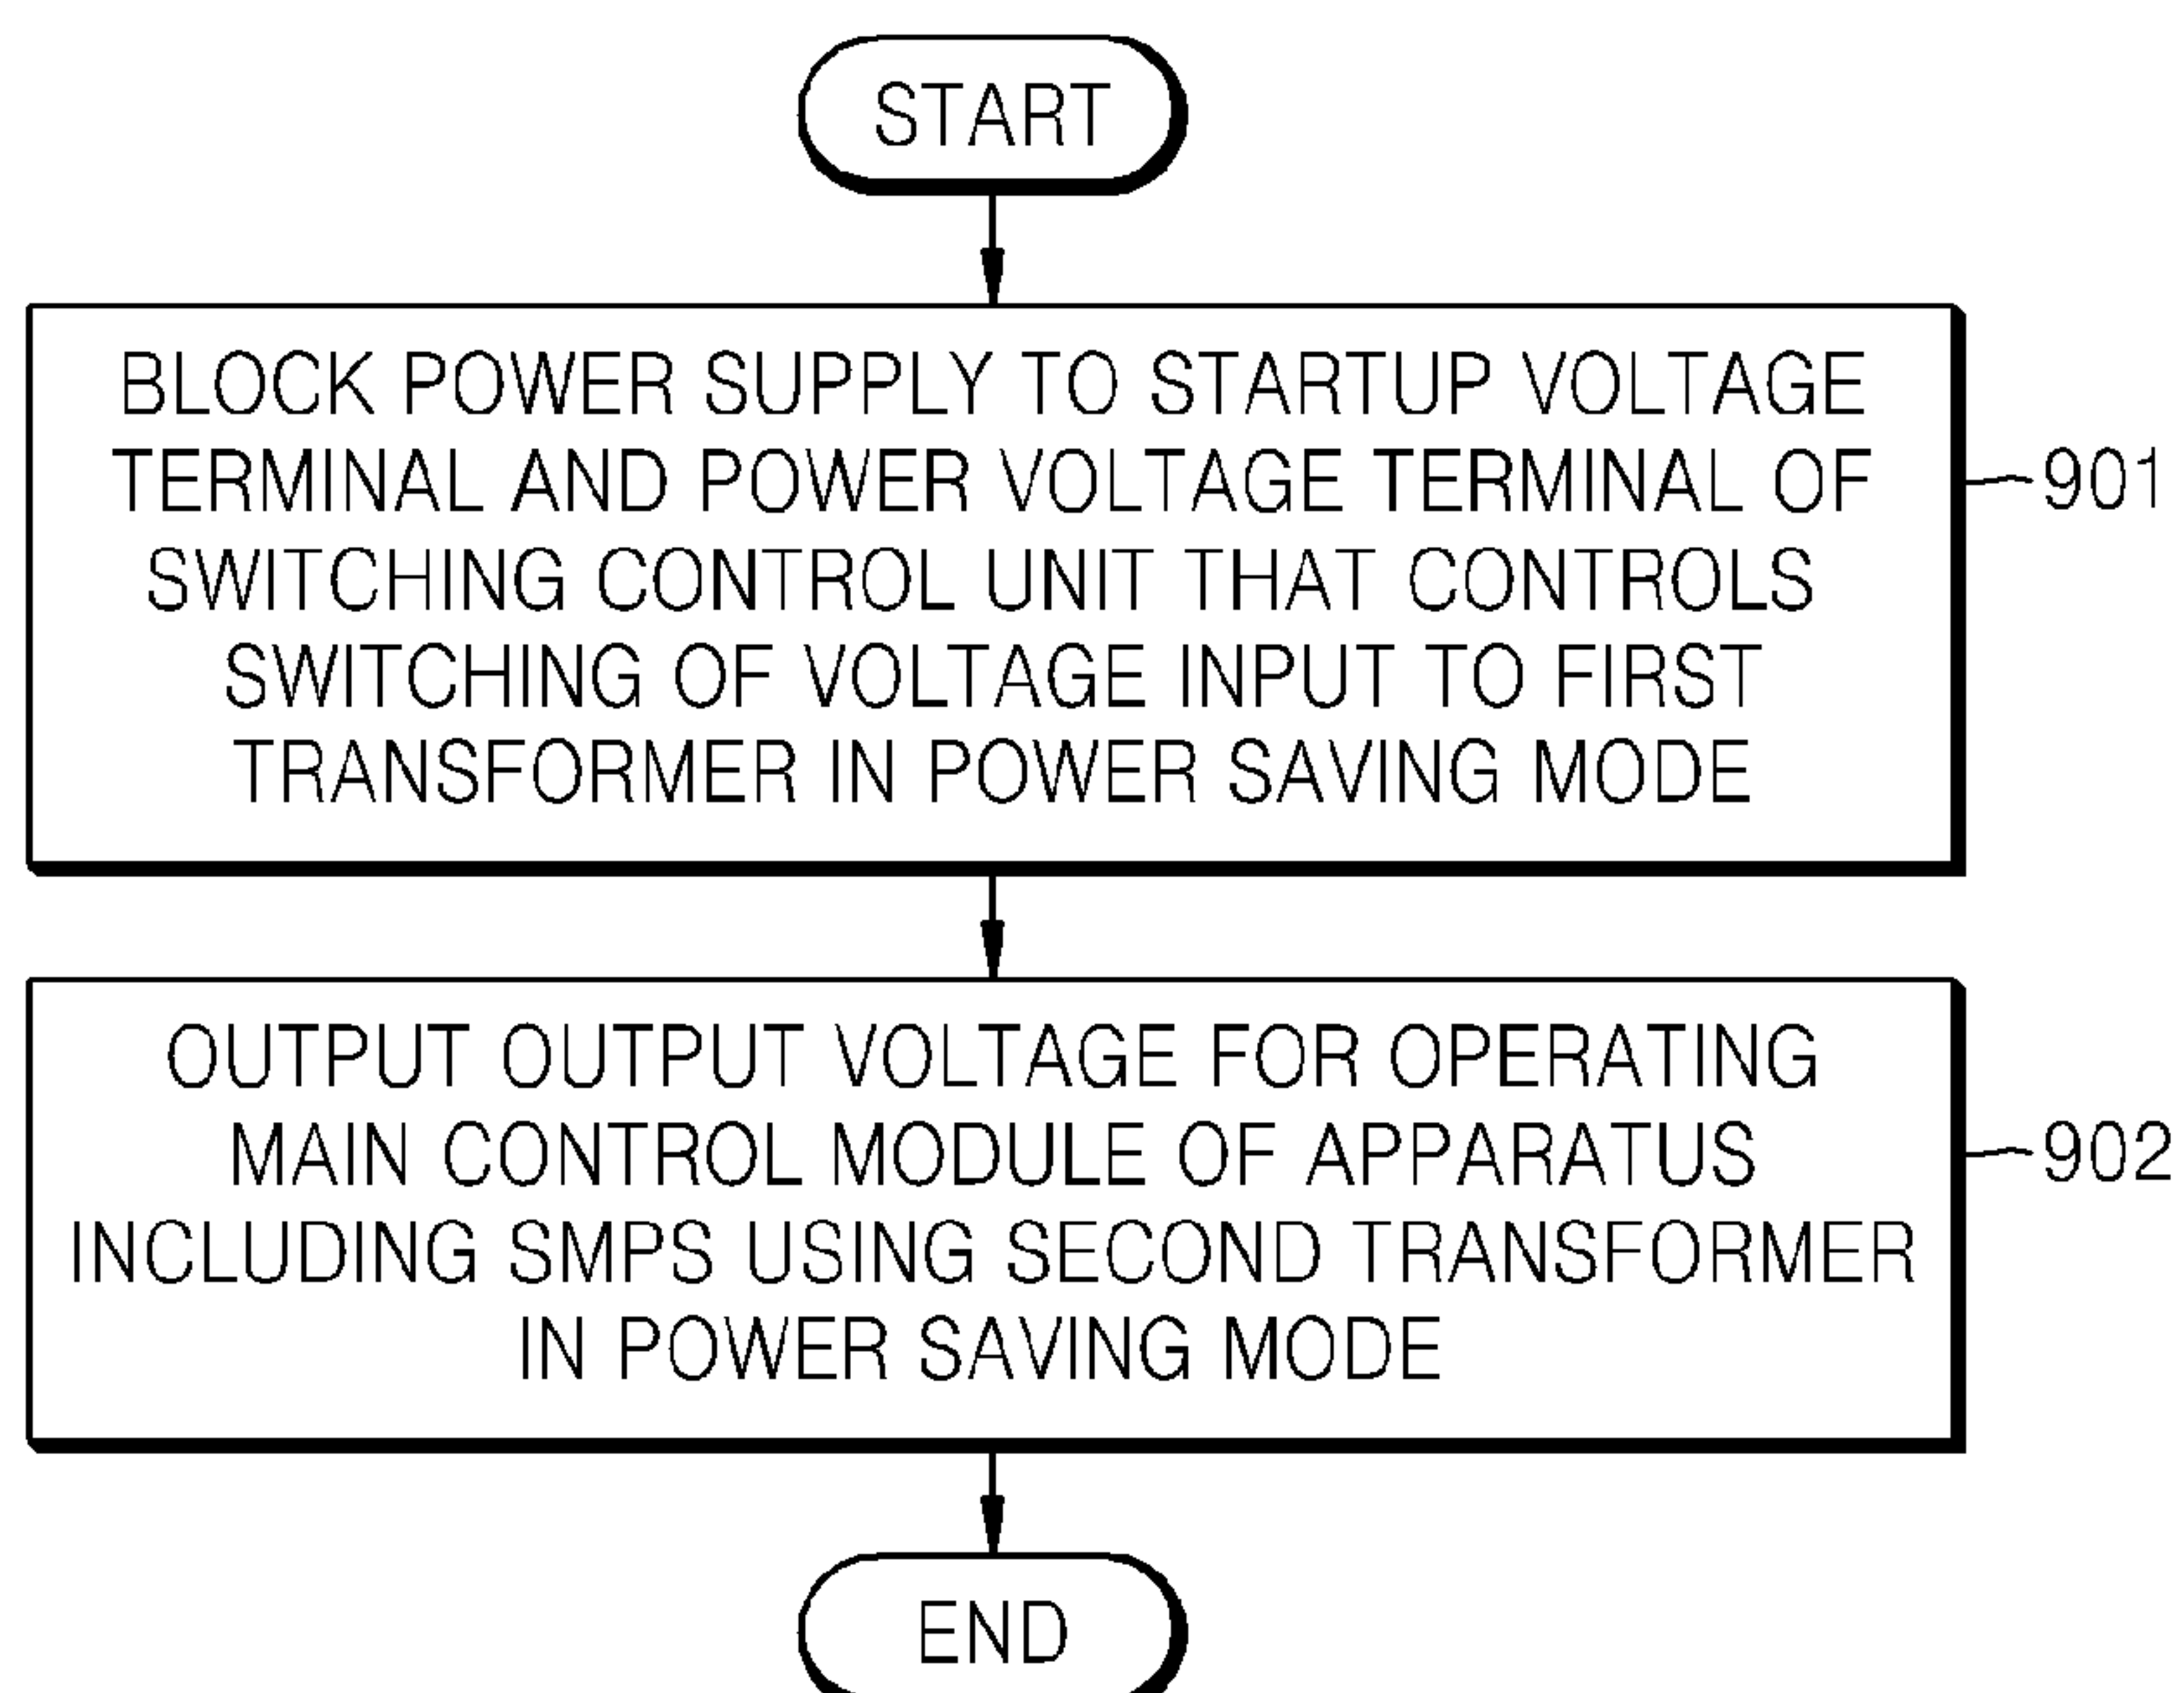 START
BLOCK POWER SUPPLY TO STARTUP VOLTAGE
TERMINAL AND POWER VOLTAGE TERMINAL OF
SWITCHING CONTROL UNIT THAT CONTROLS
SWITCHING OF VOLTAGE INPUT TO FIRST
TRANSFORMER IN POWER SAVING MODE
901
OUTPUT OUTPUT VOLTAGE FOR OPERATING
MAIN CONTROL MODULE OF APPARATUS
INCLUDING SMPS USING SECOND TRANSFORMER
IN POWER SAVING MODE
902
END